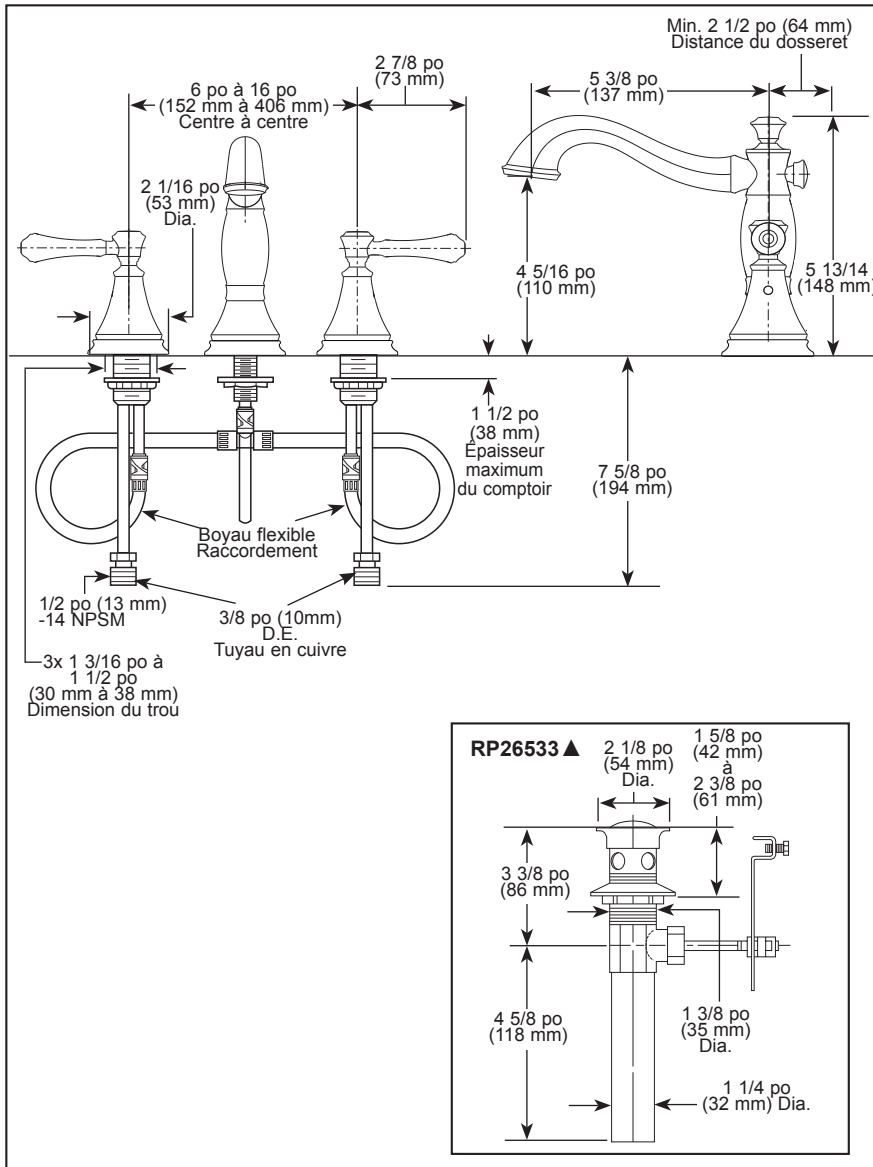 Min. 2 1/2 po (64 mm)
Distance du dosseret
2 7/8 po
(73 mm)
6 po à 16 po
(152 mm à 406 mm)
Centre à centre
5 3/8 po
(137 mm)
2 1/16 po
(53 mm)
Dia.
4 5/16 po
(110 mm)
5 13/14
(148 mm)
1 1/2 po
(38 mm)
Épaisseur
maximum
du comptoir
7 5/8 po
(194 mm)
Boyau flexible
Raccordement
1/2 po (13 mm)
-14 NPSM
3/8 po (10mm)
D.E.
Tuyau en cuivre
3x 1 3/16 po à
1 1/2 po
(30 mm à 38 mm)
Dimension du trou
RP26533▲
2 1/8 po
(54 mm)
Dia.
1 5/8 po
(42 mm)
à
2 3/8 po
(61 mm)
3 3/8 po
(86 mm)
4 5/8 po
(118 mm)
1 3/8 po
(35 mm)
Dia.
1 1/4 po
(32 mm) Dia.